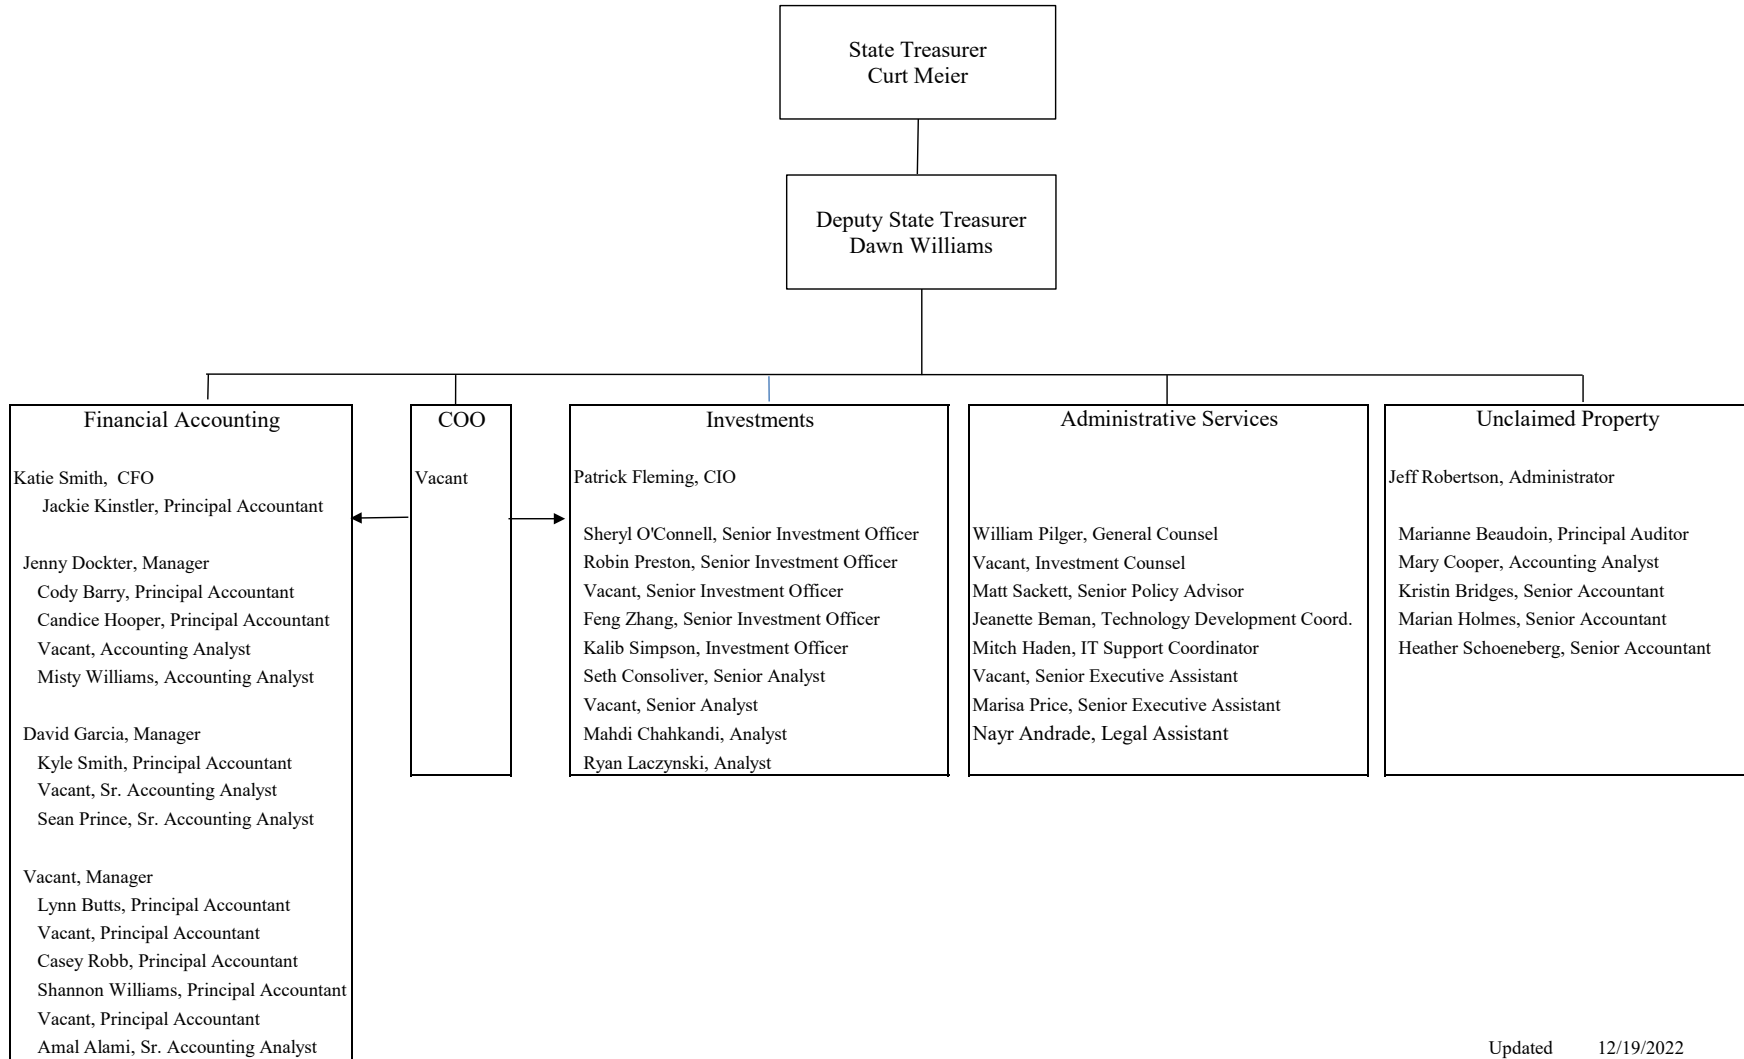 State Treasurer
Curt Meier
Deputy State Treasurer
Dawn Williams
Financial Accounting
Katie Smith,  CFO
Jackie Kinstler, Principal Accountant
Jenny Dockter, Manager
Cody Barry, Principal Accountant
Candice Hooper, Principal Accountant
Vacant, Accounting Analyst
Misty Williams, Accounting Analyst
David Garcia, Manager
Kyle Smith, Principal Accountant
Vacant, Sr. Accounting Analyst
Sean Prince, Sr. Accounting Analyst
Vacant, Manager
Lynn Butts, Principal Accountant
Vacant, Principal Accountant
Casey Robb, Principal Accountant
Shannon Williams, Principal Accountant
Vacant, Principal Accountant
Amal Alami, Sr. Accounting Analyst
COO
Vacant
Investments
Patrick Fleming, CIO
Sheryl O'Connell, Senior Investment Officer
Robin Preston, Senior Investment Officer
Vacant, Senior Investment Officer
Feng Zhang, Senior Investment Officer
Kalib Simpson, Investment Officer
Seth Consoliver, Senior Analyst
Vacant, Senior Analyst
Mahdi Chahkandi, Analyst
Ryan Laczynski, Analyst
Administrative Services
William Pilger, General Counsel
Vacant, Investment Counsel
Matt Sackett, Senior Policy Advisor
Jeanette Beman, Technology Development Coord.
Mitch Haden, IT Support Coordinator
Vacant, Senior Executive Assistant
Marisa Price, Senior Executive Assistant
Nayr Andrade, Legal Assistant
Unclaimed Property
Jeff Robertson, Administrator
Marianne Beaudoin, Principal Auditor
Mary Cooper, Accounting Analyst
Kristin Bridges, Senior Accountant
Marian Holmes, Senior Accountant
Heather Schoeneberg, Senior Accountant
Updated 12/19/2022